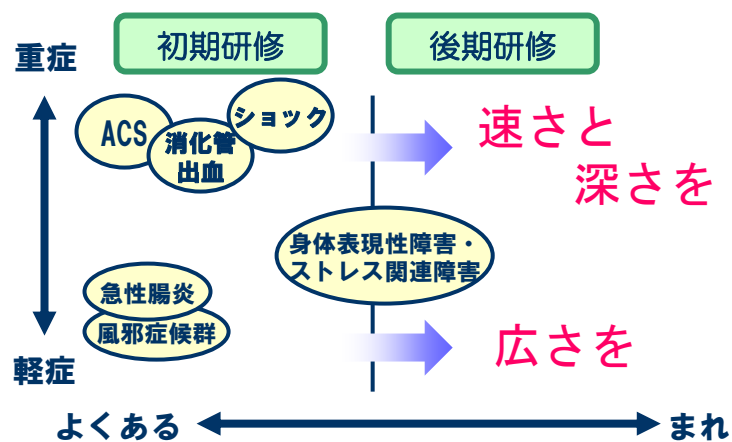 初期研修
後期研修
重症
ACS
消化管
出血
ショック
速さと
深さを
身体表現性障害・
ストレス関連障害
急性腸炎
風邪症候群
広さを
軽症
よくある
まれ